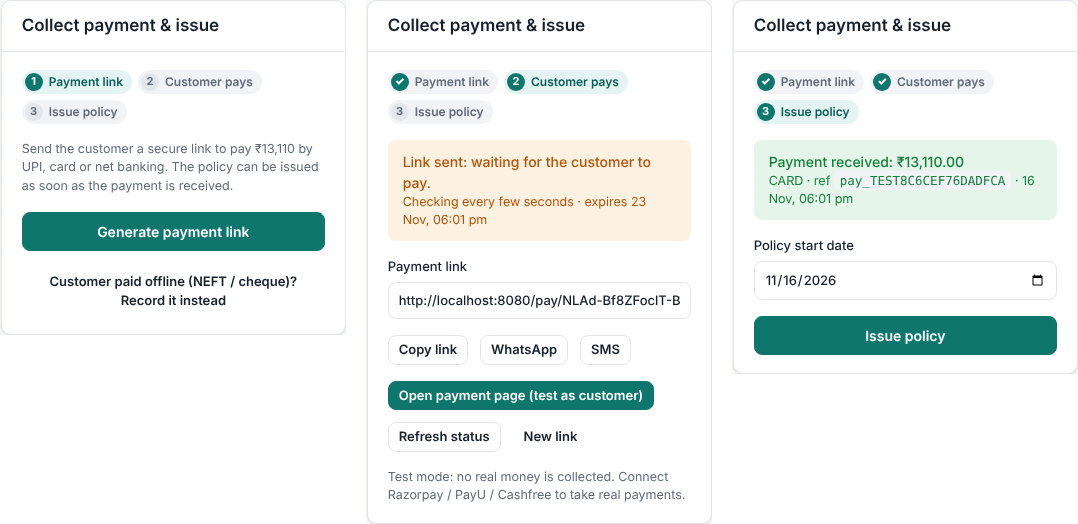 Collect payment & issue
1 Payment link
2 Customer pays
3 Issue policy
Send the customer a secure link to pay ₹13,110 by
UPI, card or net banking. The policy can be issued
as soon as the payment is received.
Generate payment link
Customer paid offline (NEFT / cheque)?
Record it instead
Collect payment & issue
Payment link
2 Customer pays
3 Issue policy
Link sent: waiting for the customer to
pay.
Checking every few seconds · expires 23
Nov, 06:01 pm
Payment link
http://localhost:8080/pay/NLAd-Bf8ZFocIT-B
Copy link
WhatsApp
SMS
Open payment page (test as customer)
Refresh status
New link
Test mode: no real money is collected. Connect
Razorpay / PayU / Cashfree to take real payments.
Collect payment & issue
Payment link
Customer pays
3 Issue policy
Payment received: ₹13,110.00
CARD · ref pay_TEST8C6CEF76DADFCA · 16
Nov, 06:01 pm
Policy start date
11/16/2026
Issue policy